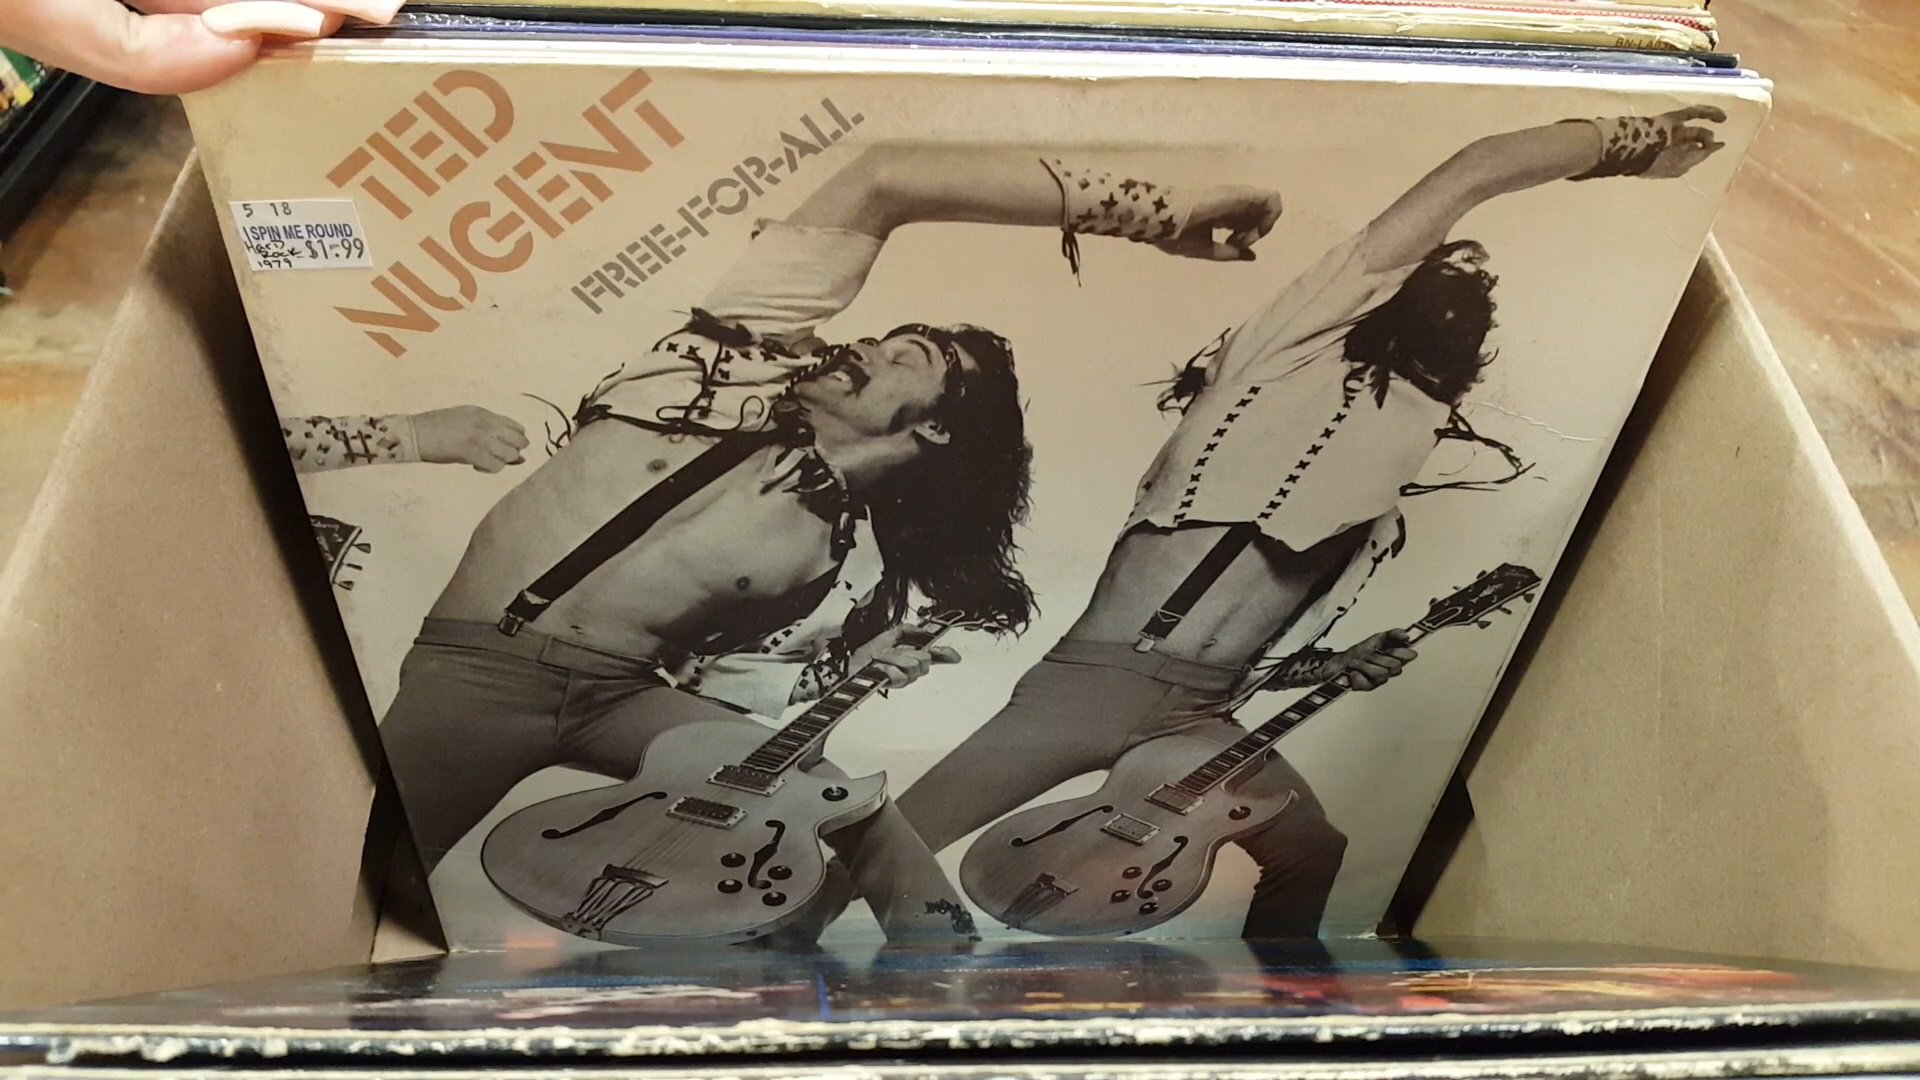 TED
NUGENT
FREE-FOR-ALL
5 18
SPIN ME ROUND
Hard
Rock $1.99
1979